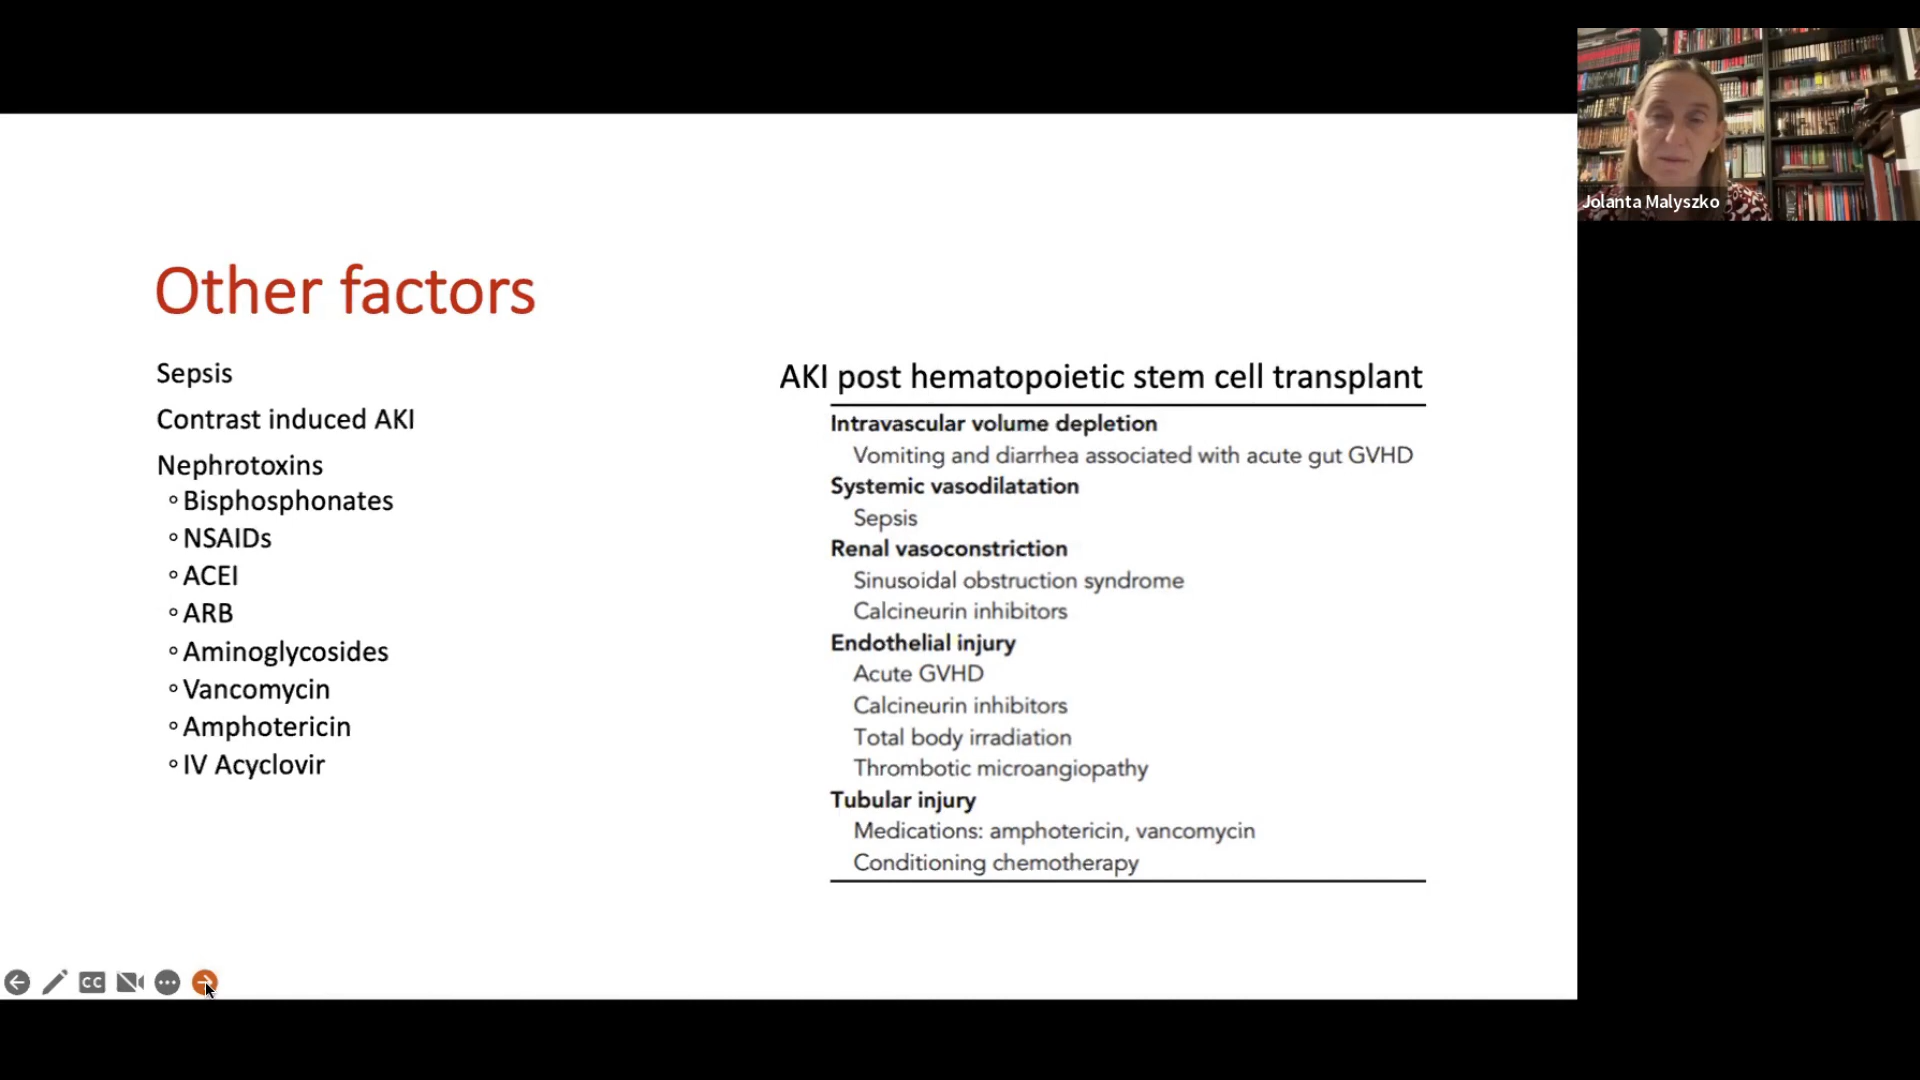 Jolanta Malyszko
Other factors
Sepsis
Contrast induced AKI
Nephrotoxins
◦ Bisphosphonates
◦ NSAIDs
◦ ACEI
◦ ARB
◦ Aminoglycosides
◦ Vancomycin
◦ Amphotericin
◦ IV Acyclovir
AKI post hematopoietic stem cell transplant
Intravascular volume depletion
Vomiting and diarrhea associated with acute gut GVHD
Systemic vasodilatation
Sepsis
Renal vasoconstriction
Sinusoidal obstruction syndrome
Calcineurin inhibitors
Endothelial injury
Acute GVHD
Calcineurin inhibitors
Total body irradiation
Thrombotic microangiopathy
Tubular injury
Medications: amphotericin, vancomycin
Conditioning chemotherapy
CC